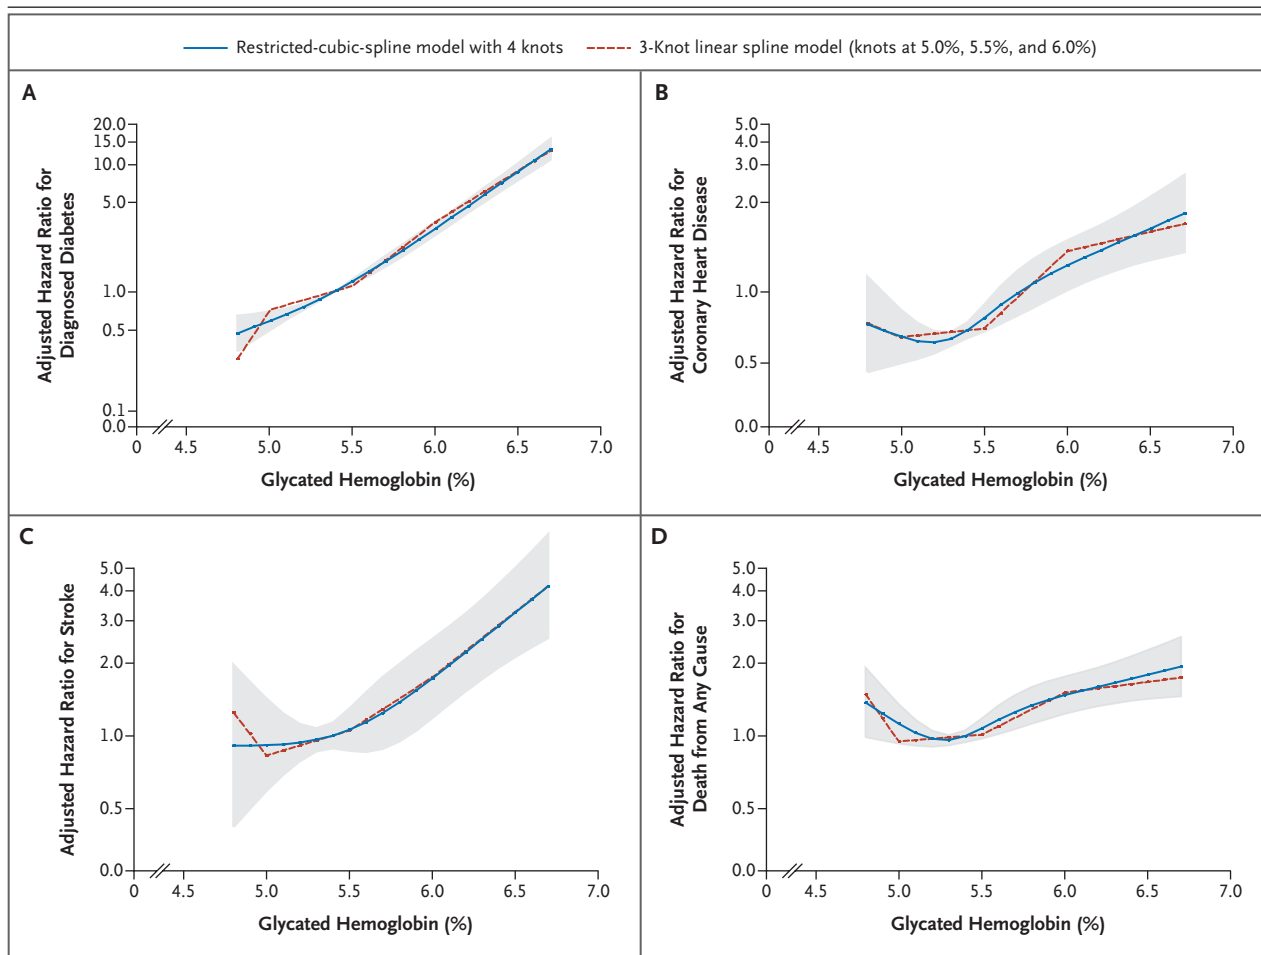 Restricted-cubic-spline model with 4 knots
3-Knot linear spline model (knots at 5.0%, 5.5%, and 6.0%)
A
Adjusted Hazard Ratio for
Diagnosed Diabetes
20.0
15.0
10.0
5.0
1.0
0.5
0.1
0.0
0 4.5 5.0 5.5 6.0 6.5 7.0
Glycated Hemoglobin (%)
B
Adjusted Hazard Ratio for
Coronary Heart Disease
5.0
4.0
3.0
2.0
1.0
0.5
0.0
0 4.5 5.0 5.5 6.0 6.5 7.0
Glycated Hemoglobin (%)
C
Adjusted Hazard Ratio for Stroke
5.0
4.0
3.0
2.0
1.0
0.5
0.0
0 4.5 5.0 5.5 6.0 6.5 7.0
Glycated Hemoglobin (%)
D
Adjusted Hazard Ratio for
Death from Any Cause
5.0
4.0
3.0
2.0
1.0
0.5
0.0
0 4.5 5.0 5.5 6.0 6.5 7.0
Glycated Hemoglobin (%)